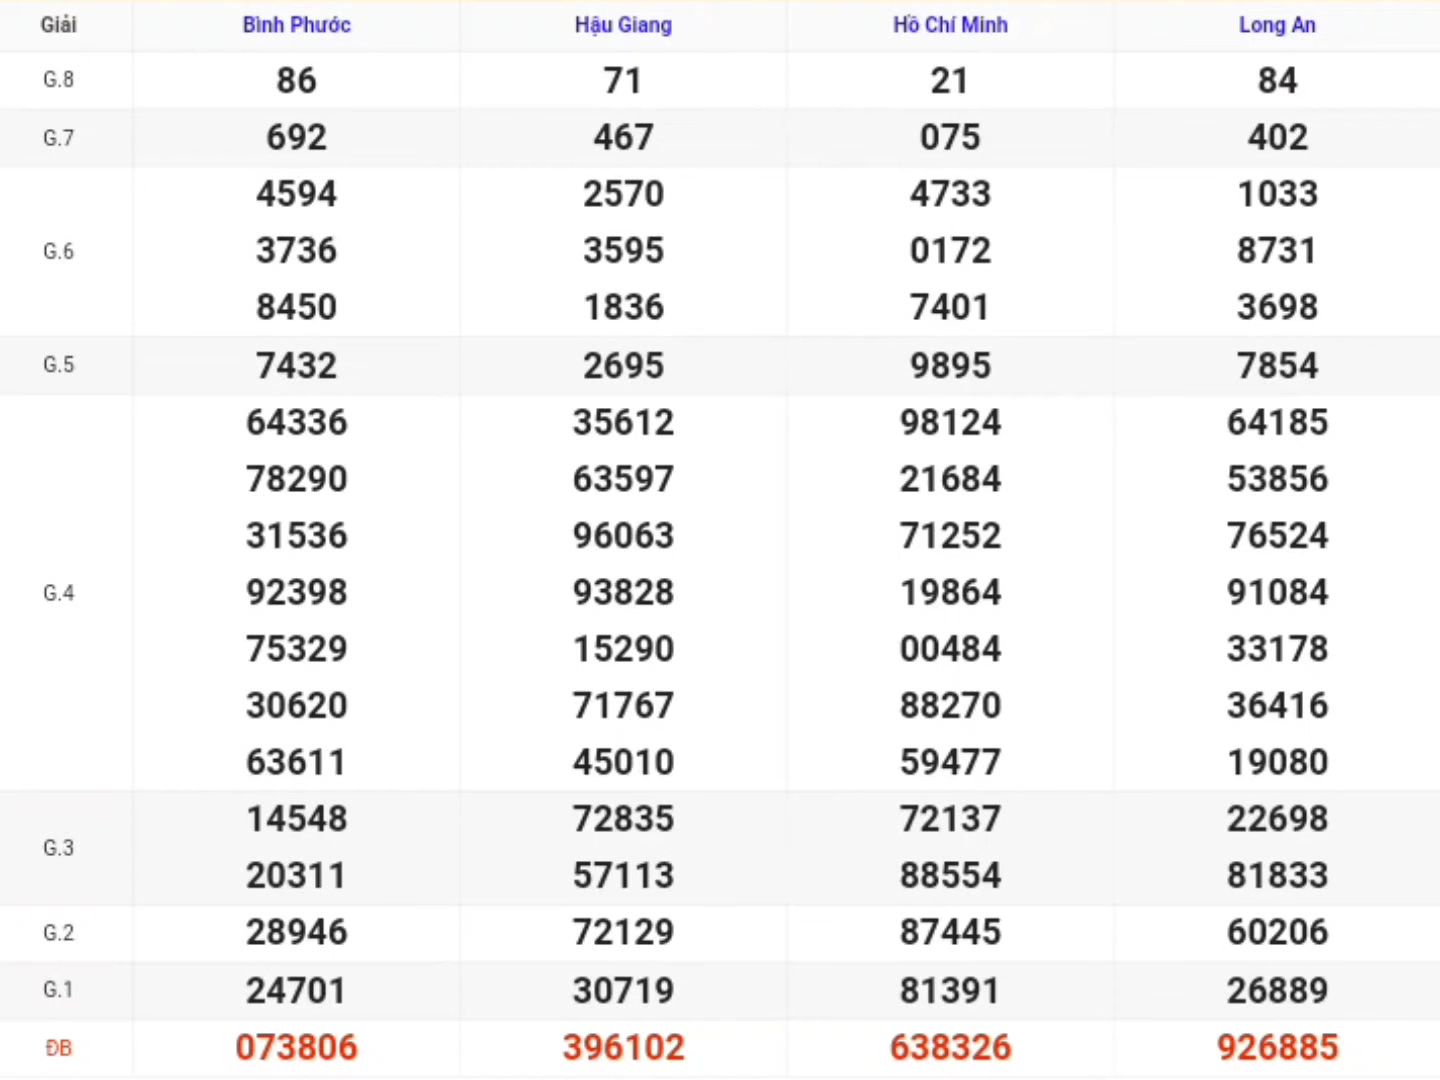 Giải Bình Phước Hậu Giang Hồ Chí Minh Long An
G.8 86 71 21 84
G.7 692 467 075 402
4594 2570 4733 1033
G.6 3736 3595 0172 8731
8450 1836 7401 3698
G.5 7432 2695 9895 7854
64336 35612 98124 64185
78290 63597 21684 53856
31536 96063 71252 76524
G.4 92398 93828 19864 91084
75329 15290 00484 33178
30620 71767 88270 36416
63611 45010 59477 19080
14548 72835 72137 22698
G.3
20311 57113 88554 81833
G.2 28946 72129 87445 60206
G.1 24701 30719 81391 26889
ĐB 073806 396102 638326 926885